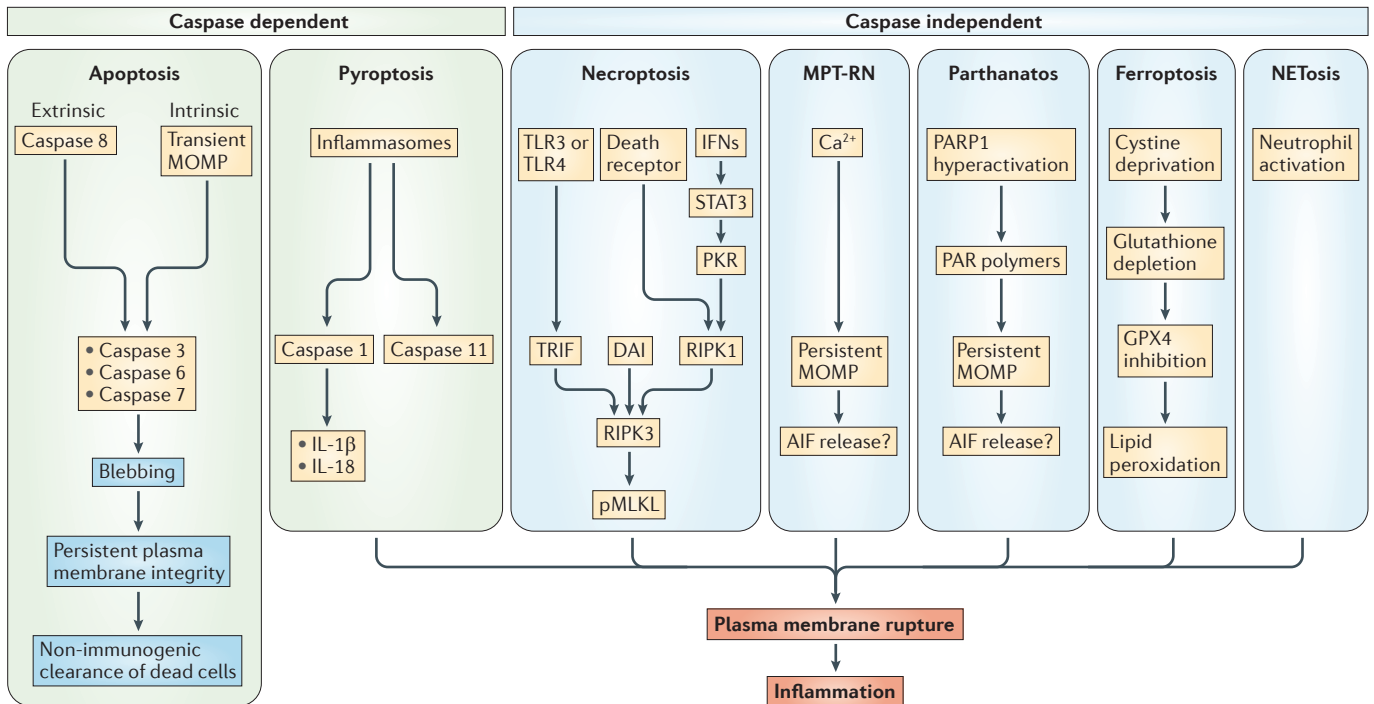 Caspase dependent
Caspase independent
Apoptosis
Extrinsic
Intrinsic
Caspase 8
Transient
MOMP
• Caspase 3
• Caspase 6
• Caspase 7
Blebbing
Persistent plasma
membrane integrity
Non-immunogenic
clearance of dead cells
Pyroptosis
Inflammasomes
Caspase 1
Caspase 11
• IL-1β
• IL-18
Necroptosis
TLR3 or
TLR4
Death
receptor
IFNs
STAT3
PKR
TRIF
DAI
RIPK1
RIPK3
pMLKL
MPT-RN
Ca²⁺
Persistent
MOMP
AIF release?
Parthanatos
PARP1
hyperactivation
PAR polymers
Persistent
MOMP
AIF release?
Ferroptosis
Cystine
deprivation
Glutathione
depletion
GPX4
inhibition
Lipid
peroxidation
NETosis
Neutrophil
activation
Plasma membrane rupture
Inflammation